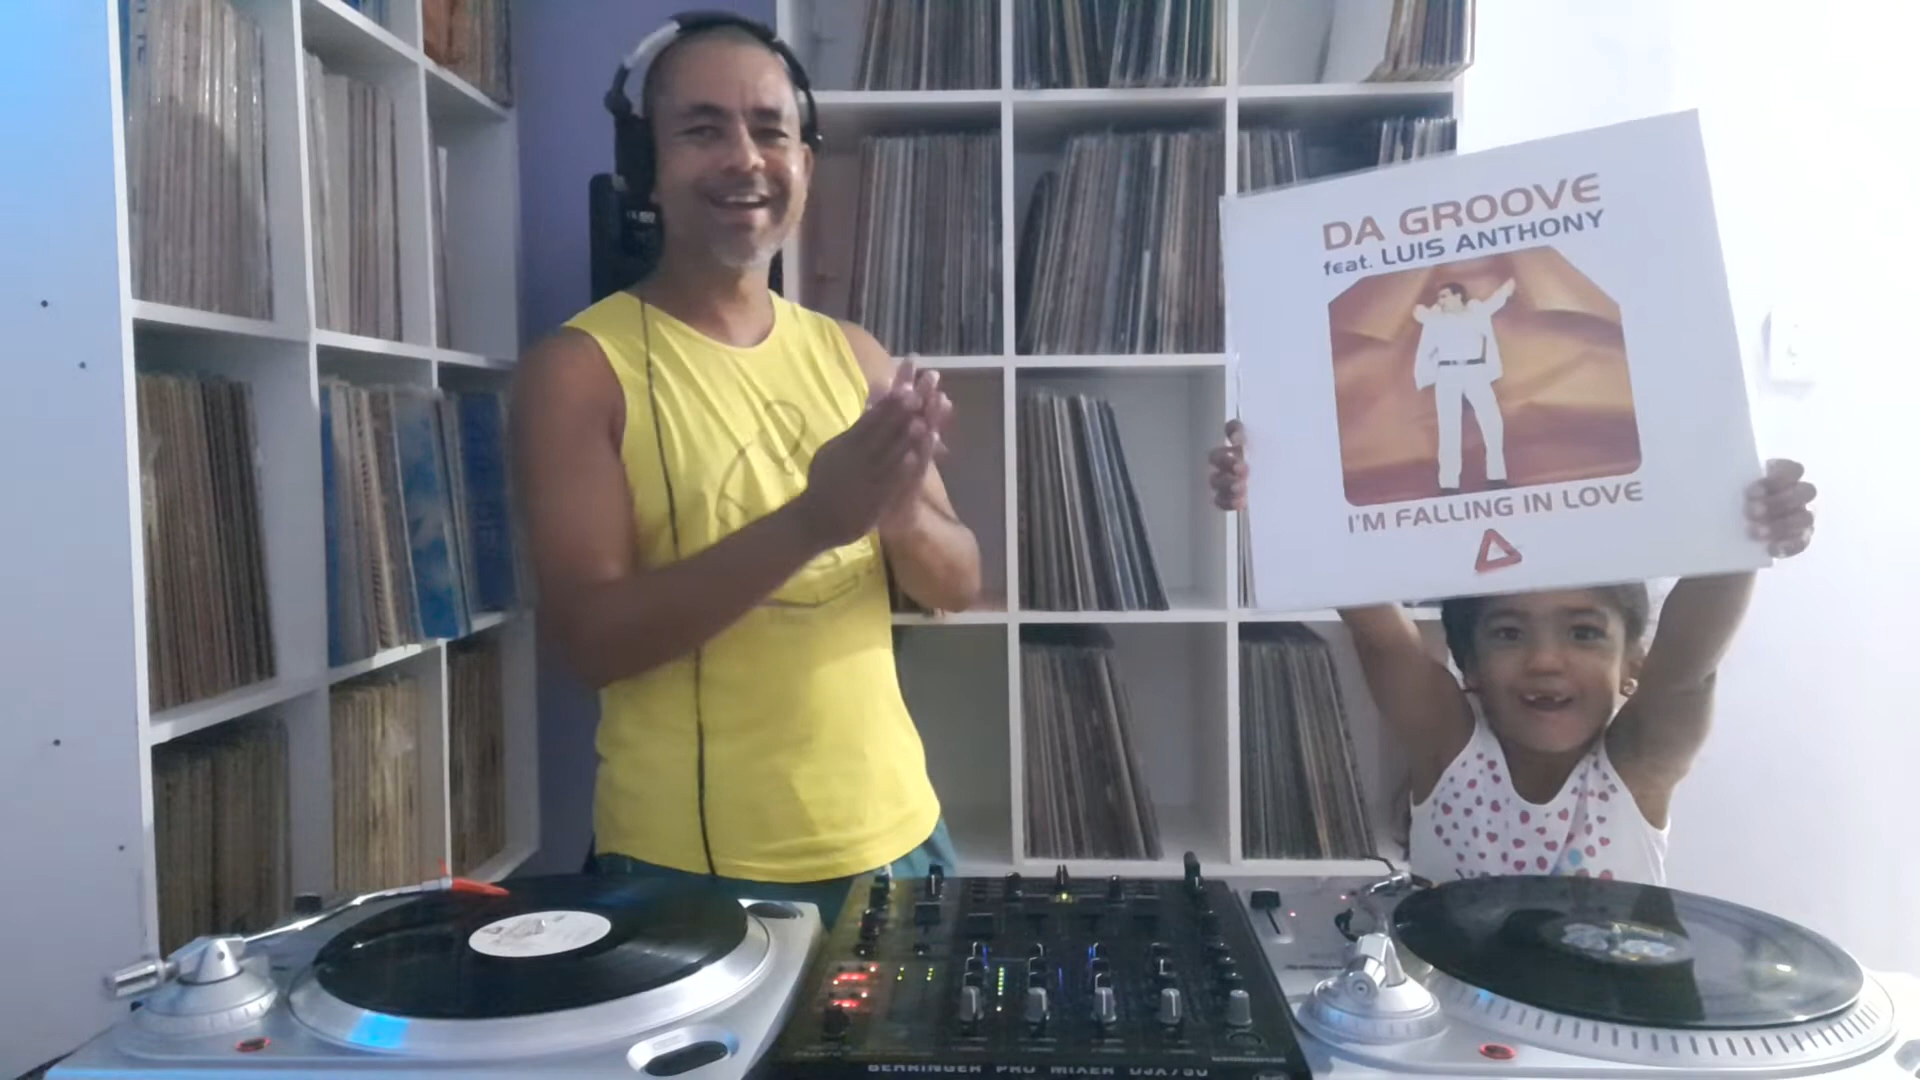 DA GROOVE
feat. LUIS ANTHONY
I'M FALLING IN LOVE
BEHRINGER PRO MIXER DJX750